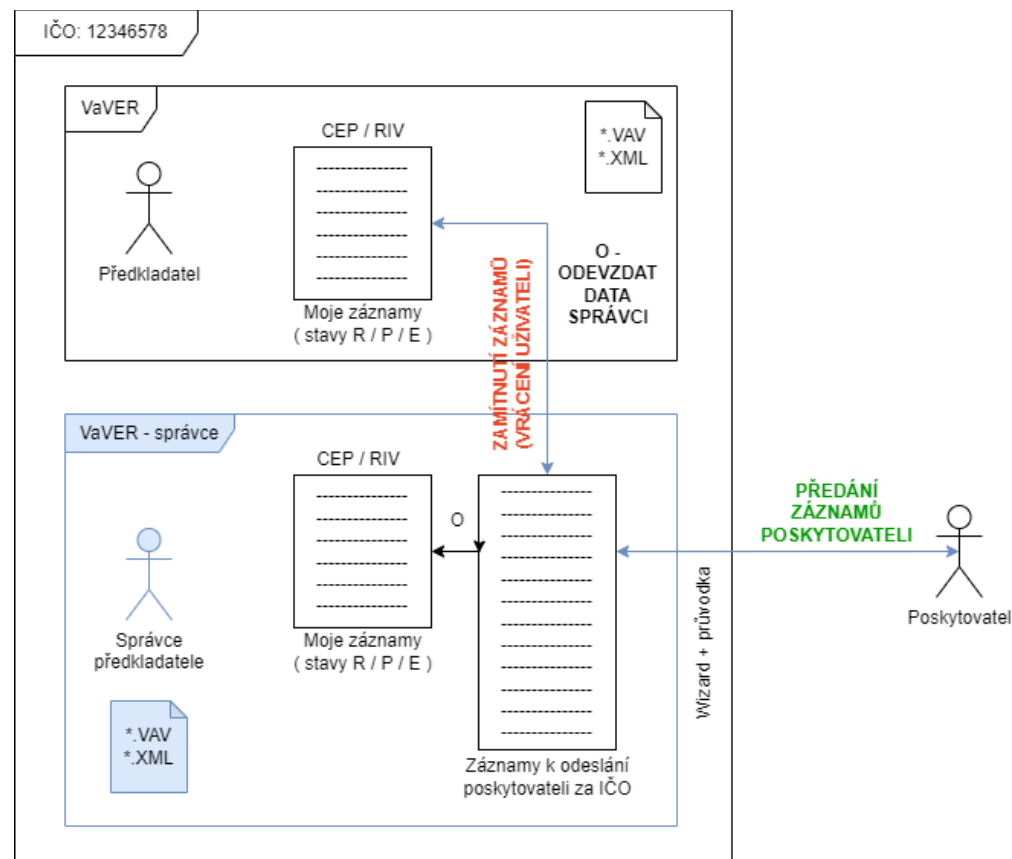 IČO: 12346578
VaVER
CEP / RIV
*.VAV
*.XML
Předkladatel
O -
ODEVZDAT
DATA
SPRÁVCI
Moje záznamy
( stavy R / P / E )
ZAMÍTNUTÍ ZÁZNAMŮ
(VRÁCENÍ UŽIVATELI)
VaVER - správce
CEP / RIV
O
PŘEDÁNÍ
ZÁZNAMŮ
POSKYTOVATELI
Wizard + průvodka
Poskytovatel
Správce
předkladatele
Moje záznamy
( stavy R / P / E )
*.VAV
*.XML
Záznamy k odeslání
poskytovateli za IČO